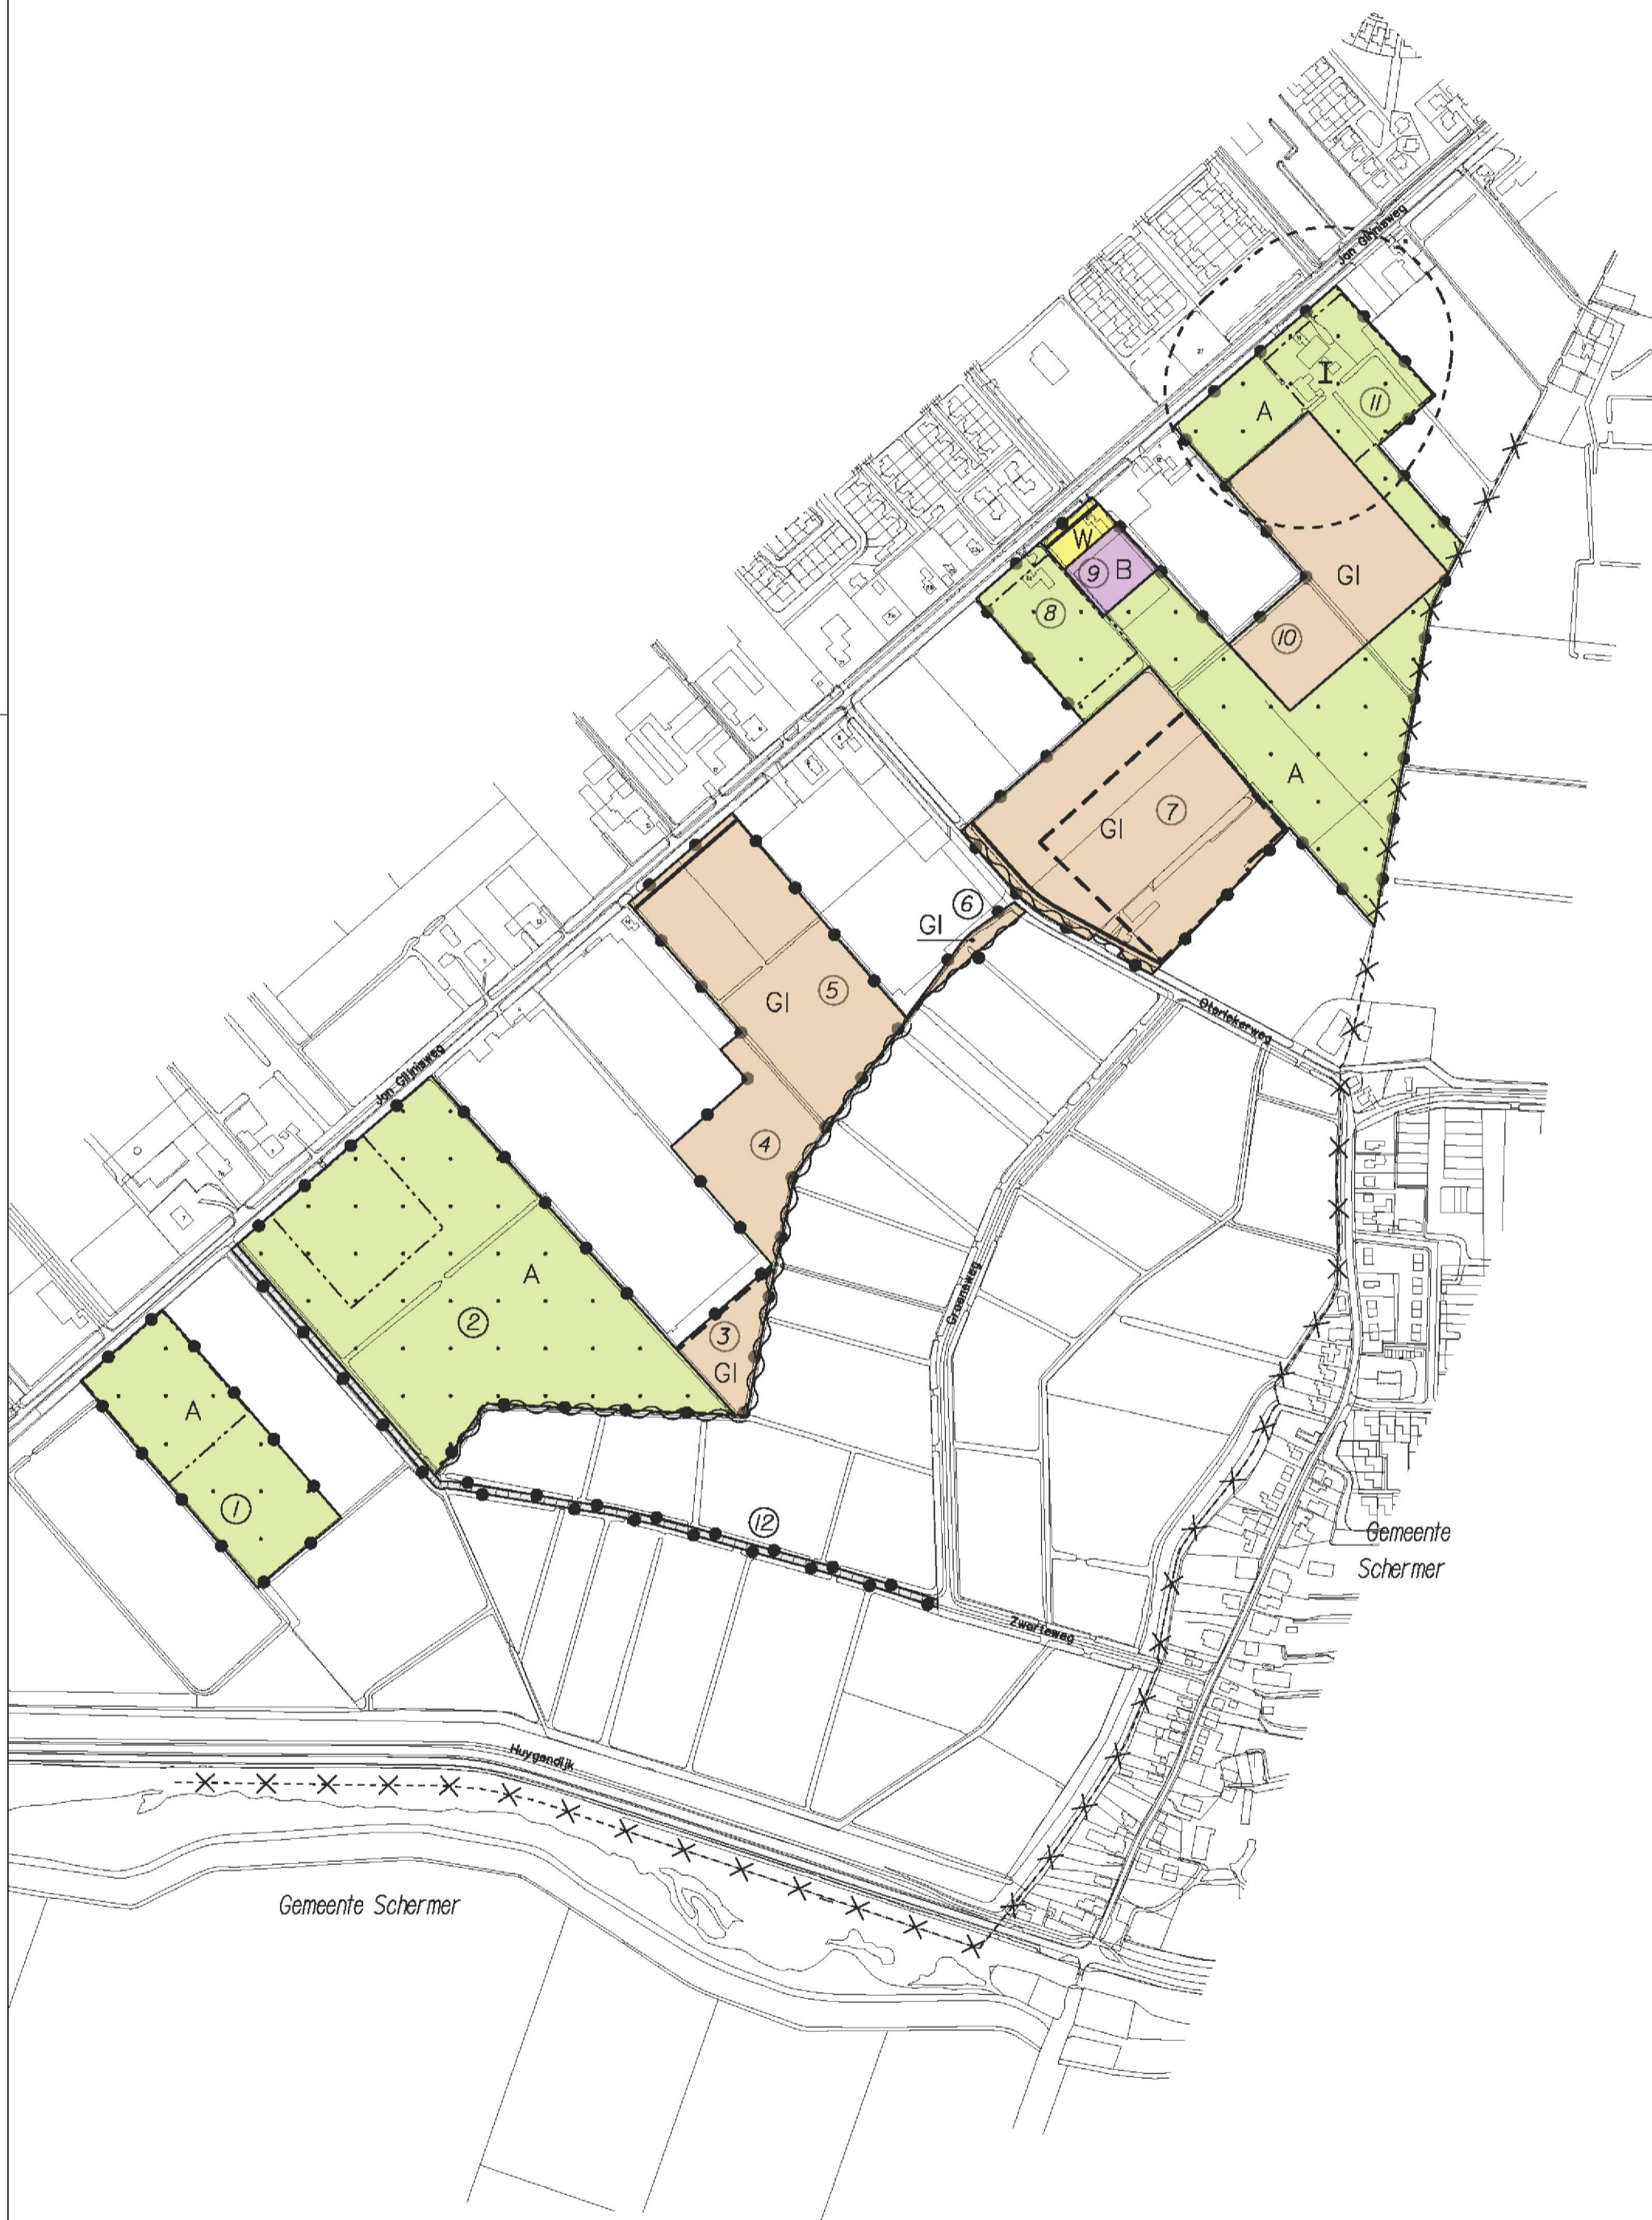 Jan Glijnisweg
I
11
A
W
9
B
GI
8
10
A
7
GI
6
GI
5
GI
Oterlekerweg
Jan Glijnisweg
4
A
Groeneweg
2
3
GI
A
1
12
Gemeente
Schermer
Zwarteweg
Huygendijk
Gemeente Schermer